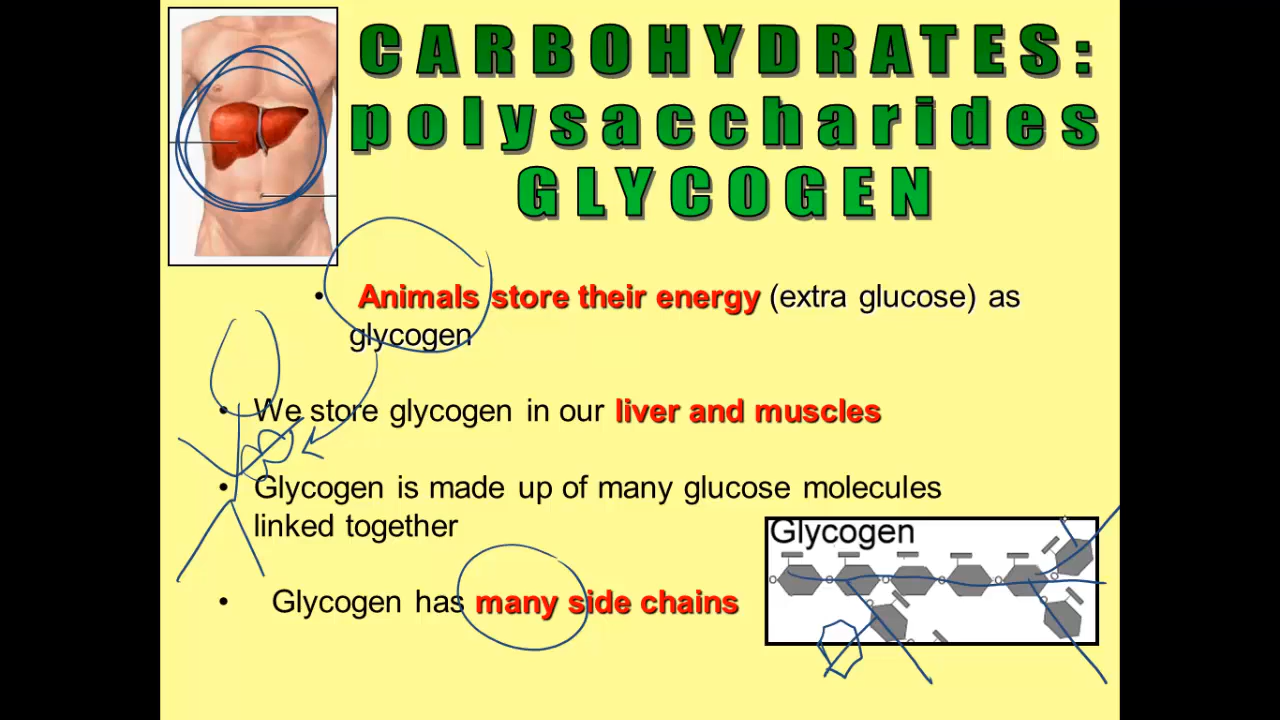 CARBOHYDRATES:
polysaccharides
GLYCOGEN
• Animals store their energy (extra glucose) as
glycogen
• We store glycogen in our liver and muscles
• Glycogen is made up of many glucose molecules
linked together
• Glycogen has many side chains
Glycogen